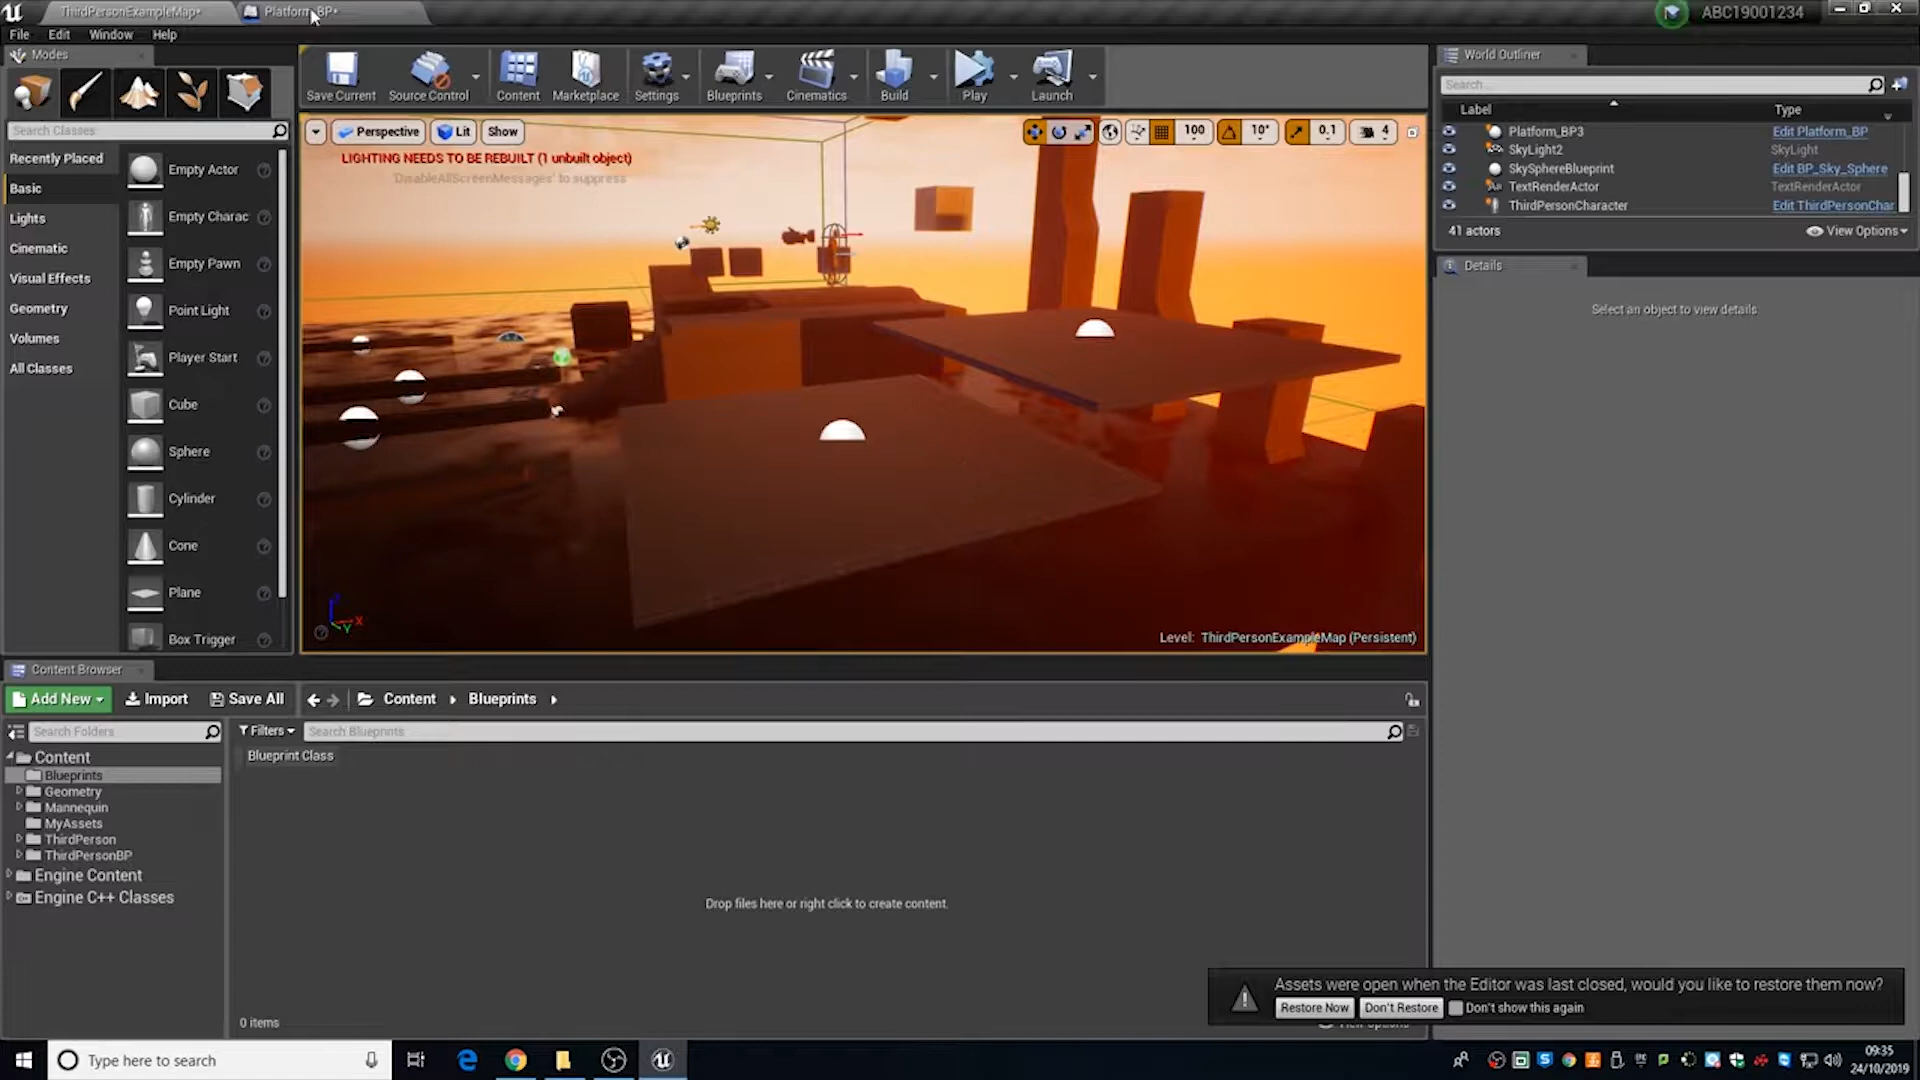 ThirdPersonExampleMap*
Platform_BP*
ABC19001234
File Edit Window Help
Modes
Search Classes
Recently Placed
Basic
Lights
Cinematic
Visual Effects
Geometry
Volumes
All Classes
Empty Actor
Empty Charac
Empty Pawn
Point Light
Player Start
Cube
Sphere
Cylinder
Cone
Plane
Box Trigger
Save Current
Source Control
Content
Marketplace
Settings
Blueprints
Cinematics
Build
Play
Launch
Perspective
Lit
Show
100
10°
0.1
4
LIGHTING NEEDS TO BE REBUILT (1 unbuilt object)
'DisableAllScreenMessages' to suppress
Z
X
Y
Level: ThirdPersonExampleMap (Persistent)
World Outliner
Search...
Label Type
Platform_BP3 Edit Platform_BP
SkyLight2 SkyLight
SkySphereBlueprint Edit BP_Sky_Sphere
TextRenderActor TextRenderActor
ThirdPersonCharacter Edit ThirdPersonChar
41 actors
View Options
Details
Select an object to view details
Content Browser
Add New
Import
Save All
Content
Blueprints
Search Folders
Filters
Search Blueprints
Content
Blueprints
Geometry
Mannequin
MyAssets
ThirdPerson
ThirdPersonBP
Engine Content
Engine C++ Classes
Blueprint Class
Drop files here or right click to create content.
0 items
View Options
Assets were open when the Editor was last closed, would you like to restore them now?
Restore Now
Don't Restore
Don't show this again
Type here to search
09:35
24/10/2019